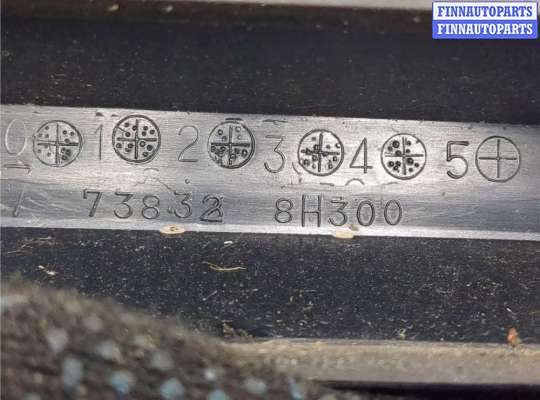 FINNAUTOPARTS
FINNAUTOPARTS
0 1 2 3 4 5
73832 8H300